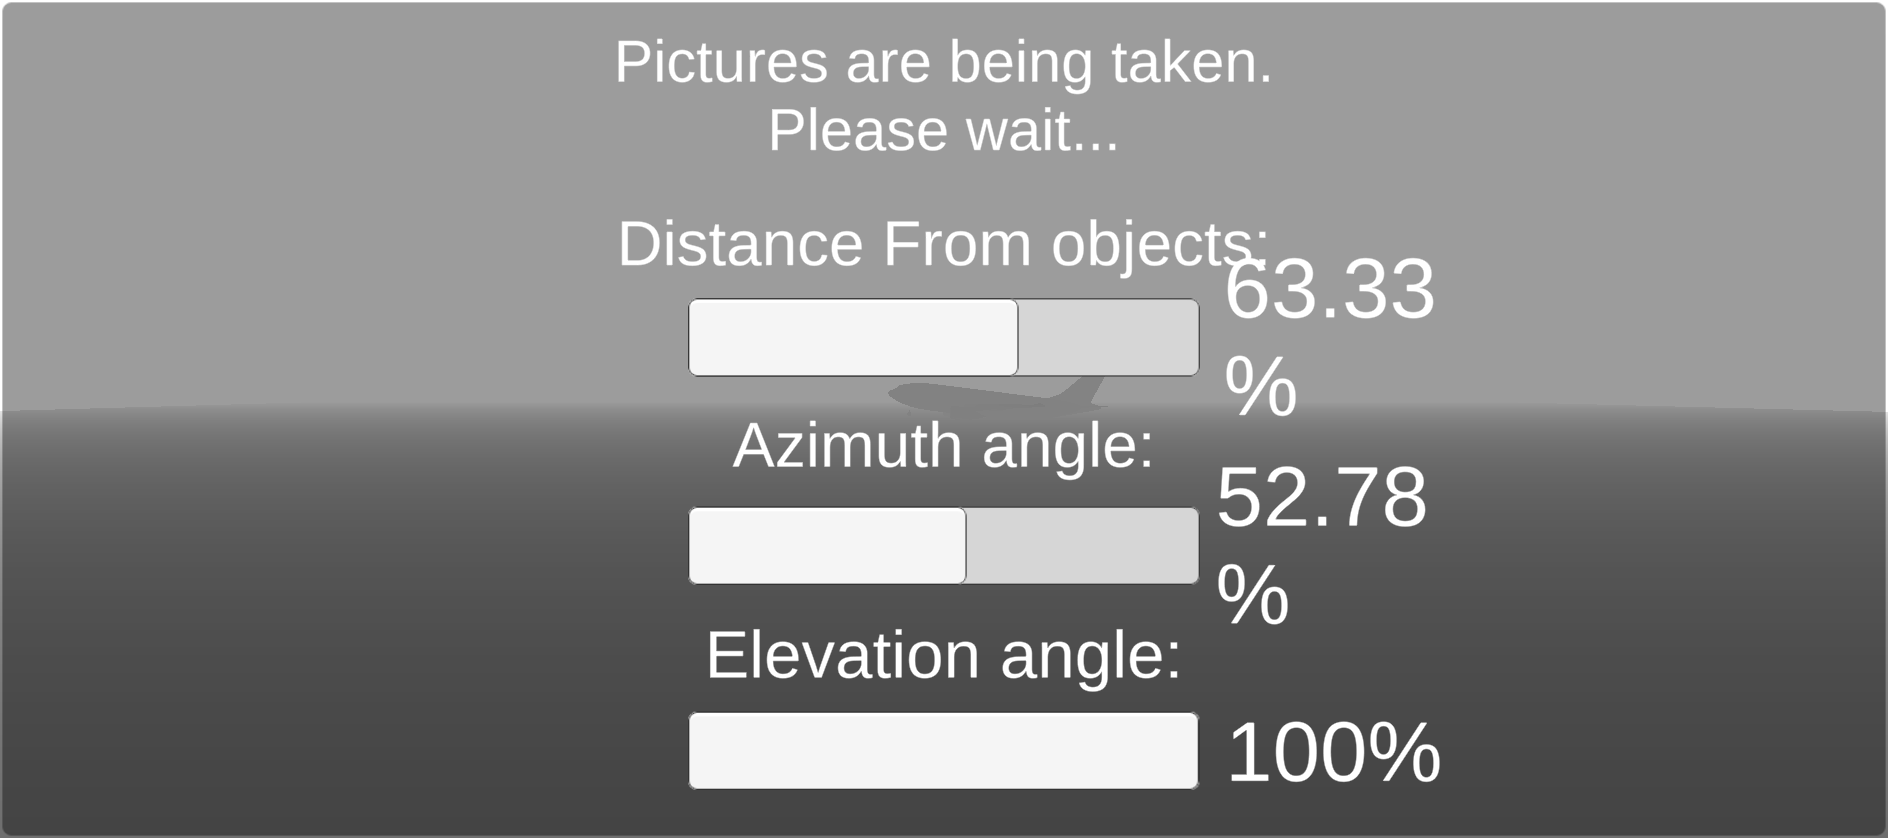 Pictures are being taken.
Please wait...
Distance From objects:
63.33
%
Azimuth angle:
52.78
%
Elevation angle:
100%